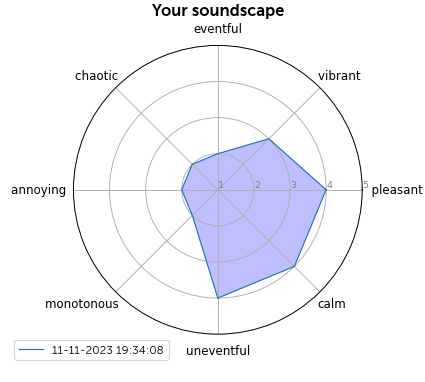 Your soundscape
eventful
chaotic
vibrant
annoying
1 2 3 4 5
pleasant
monotonous
calm
11-11-2023 19:34:08
uneventful